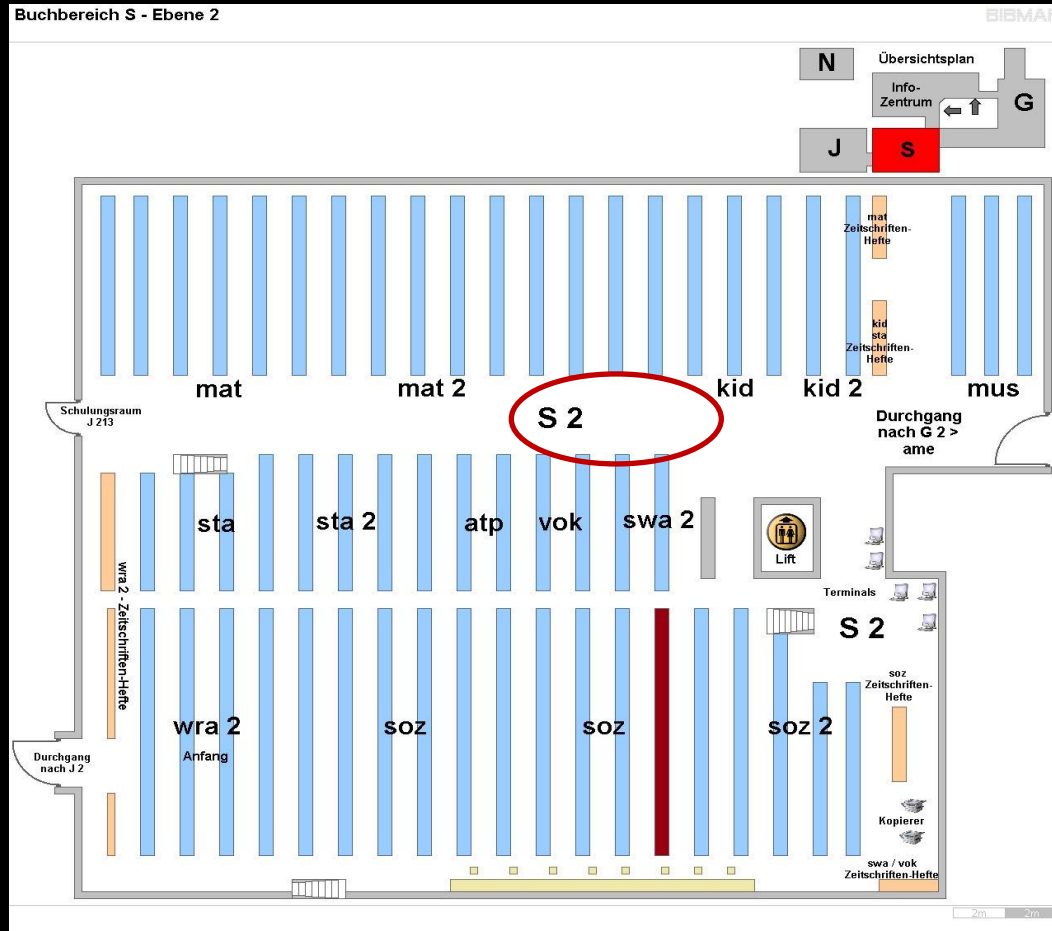 Buchbereich S - Ebene 2
N
Übersichtsplan
Info-
Zentrum
G
J
S
mat
Zeitschriften-
Hefte
kid
sta
Zeitschriften-
Hefte
mat
mat 2
kid
kid 2
mus
Schulungsraum
J 213
S 2
Durchgang
nach G 2 >
ame
sta
sta 2
atp
vok
swa 2
Lift
wra 2 - Zeitschriften-Hefte
Terminals
S 2
soz
Zeitschriften-
Hefte
wra 2
Anfang
soz
soz
soz 2
Durchgang
nach J 2
Kopierer
swa / vok
Zeitschriften-Hefte
2m
2m